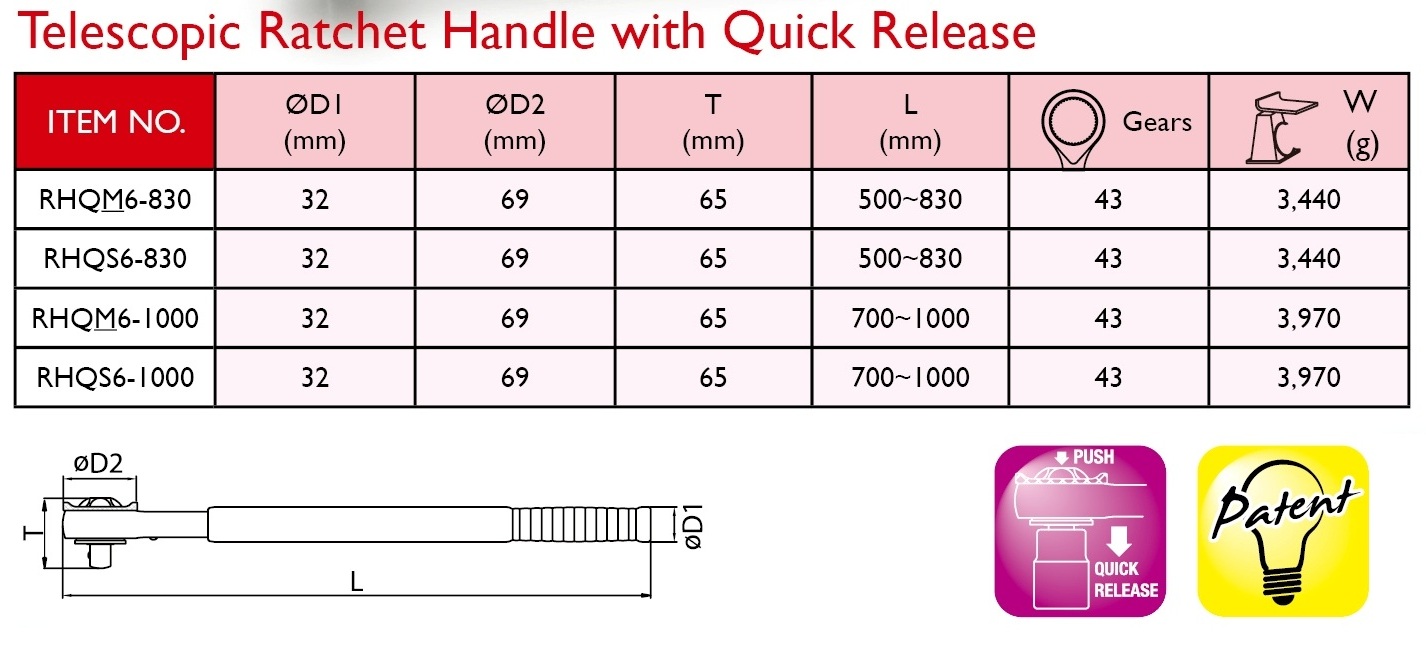 Telescopic Ratchet Handle with Quick Release
ITEM NO. ØD1 (mm) ØD2 (mm) T (mm) L (mm) Gears W (g)
RHQM6-830 32 69 65 500~830 43 3,440
RHQS6-830 32 69 65 500~830 43 3,440
RHQM6-1000 32 69 65 700~1000 43 3,970
RHQS6-1000 32 69 65 700~1000 43 3,970
øD2
T
L
øD1
PUSH
QUICK
RELEASE
Patent